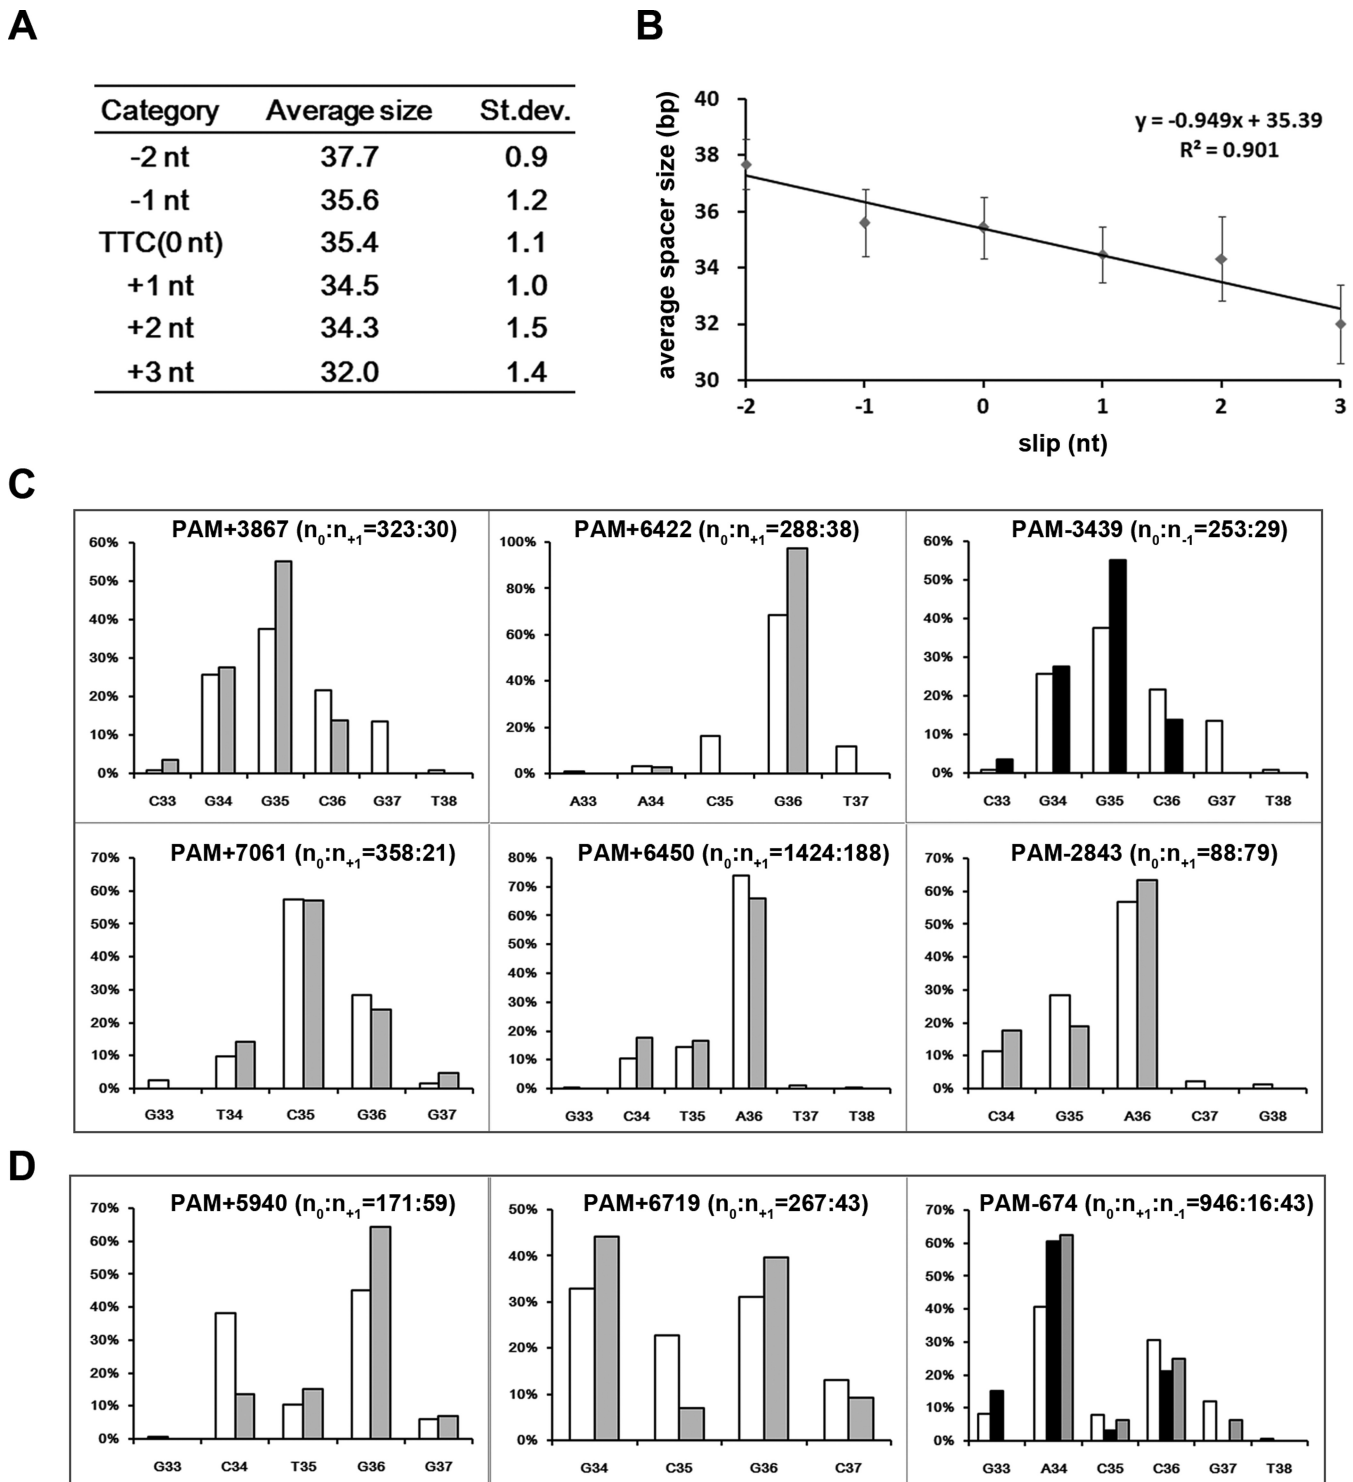 A
Category Average size St.dev.
-2 nt 37.7 0.9
-1 nt 35.6 1.2
TTC(0 nt) 35.4 1.1
+1 nt 34.5 1.0
+2 nt 34.3 1.5
+3 nt 32.0 1.4
B
average spacer size (bp)
40
38
36
34
32
30
y = -0.949x + 35.39
R² = 0.901
-2 -1 0 1 2 3
slip (nt)
C
PAM+3867 (n0:n+1=323:30)
60%
50%
40%
30%
20%
10%
0%
C33 G34 G35 C36 G37 T38
PAM+6422 (n0:n+1=288:38)
100%
80%
60%
40%
20%
0%
A33 A34 C35 G36 T37
PAM-3439 (n0:n-1=253:29)
60%
50%
40%
30%
20%
10%
0%
C33 G34 G35 C36 G37 T38
PAM+7061 (n0:n+1=358:21)
70%
60%
50%
40%
30%
20%
10%
0%
G33 T34 C35 G36 G37
PAM+6450 (n0:n+1=1424:188)
80%
70%
60%
50%
40%
30%
20%
10%
0%
G33 C34 T35 A36 T37 T38
PAM-2843 (n0:n+1=88:79)
70%
60%
50%
40%
30%
20%
10%
0%
C34 G35 A36 C37 G38
D
PAM+5940 (n0:n+1=171:59)
70%
60%
50%
40%
30%
20%
10%
0%
G33 C34 T35 G36 G37
PAM+6719 (n0:n+1=267:43)
50%
40%
30%
20%
10%
0%
G34 C35 G36 C37
PAM-674 (n0:n+1:n-1=946:16:43)
70%
60%
50%
40%
30%
20%
10%
0%
G33 A34 C35 C36 G37 T38